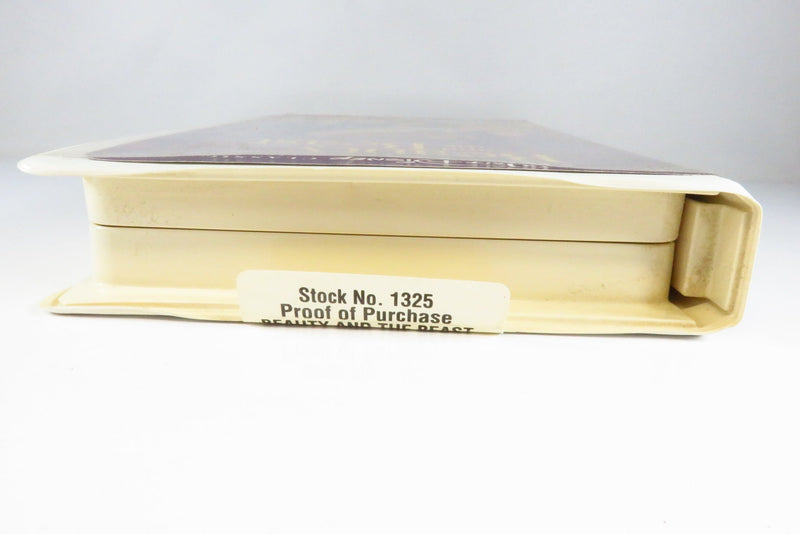 Stock No. 1325
Proof of Purchase
BEAUTY AND THE BEAST